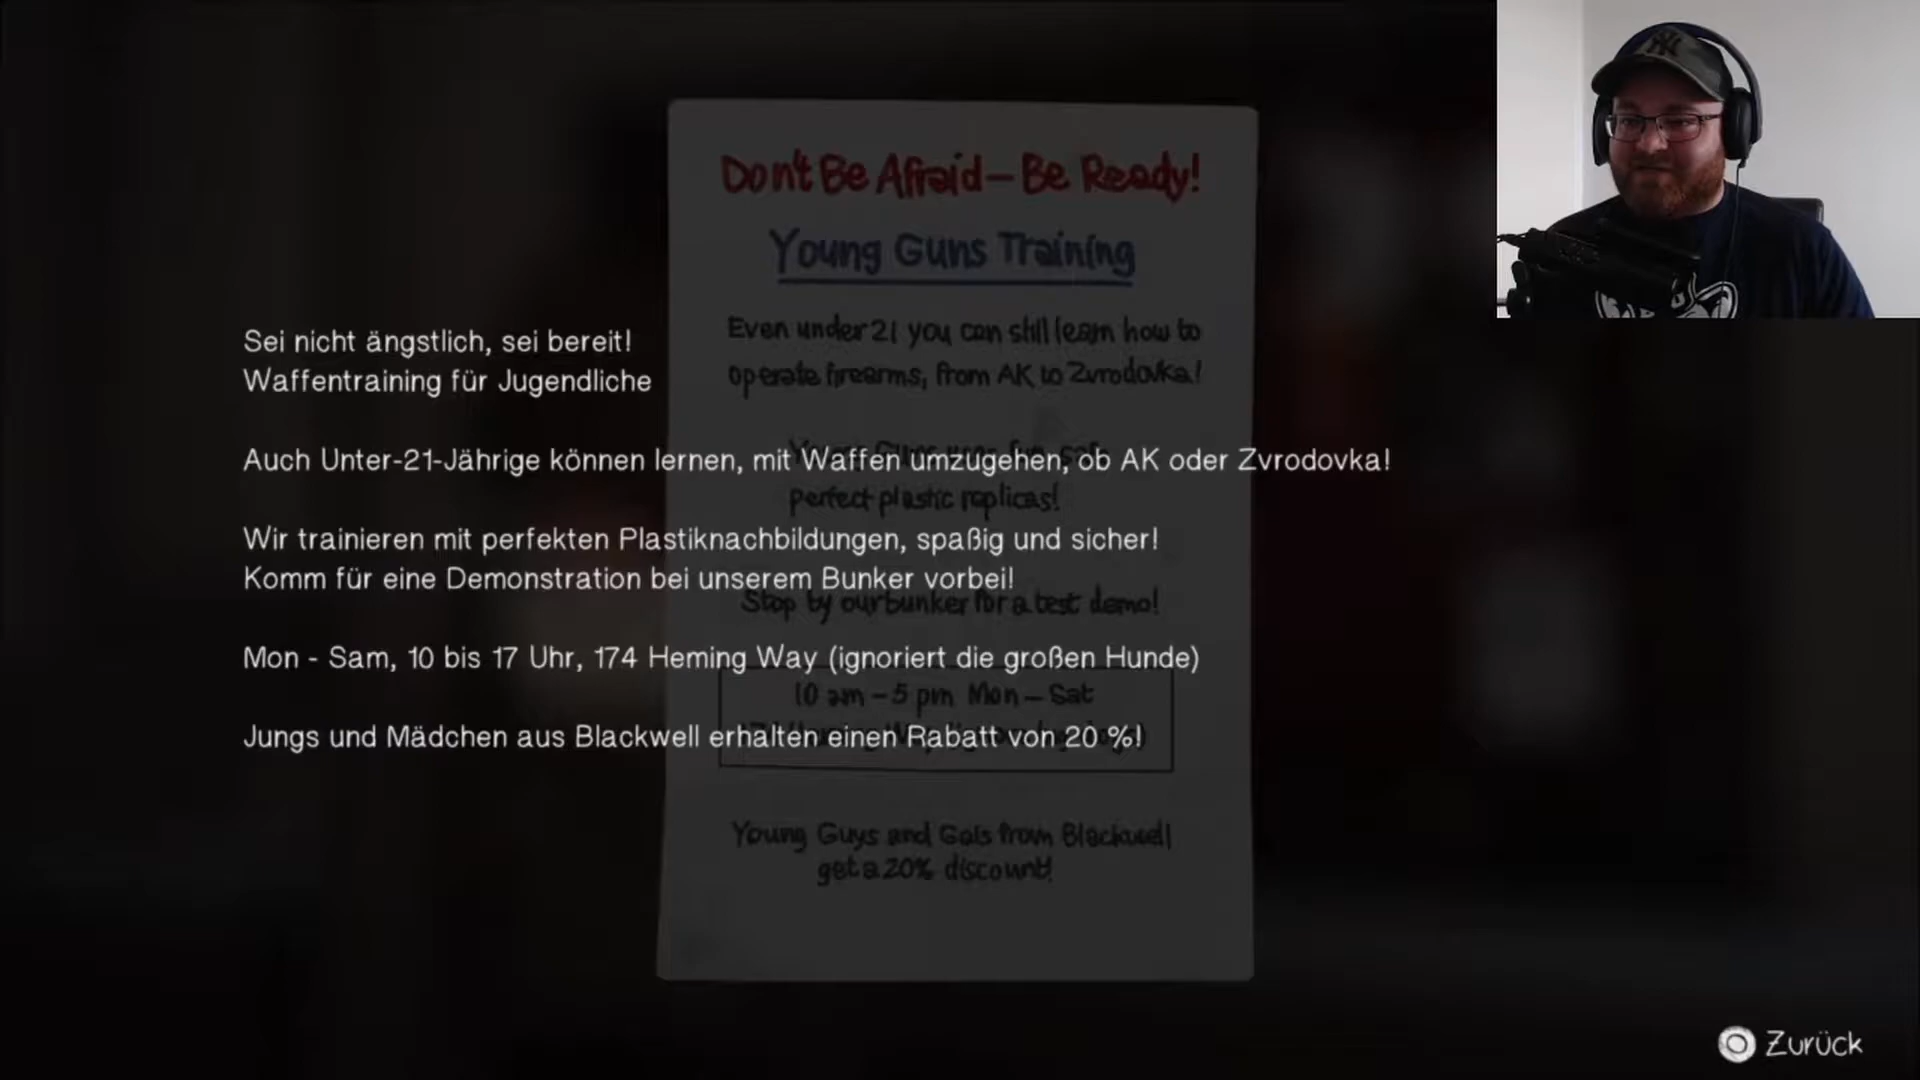 Don't Be Afraid – Be Ready!
Young Guns Training
Even under 21 you can still learn how to
operate firearms, from AK to Zvrodovka!
perfect plastic replicas!
Stop by our bunker for a test demo!
10 am – 5 pm Mon – Sat
Young Guys and Gals from Blackwell
get a 20% discount!
Sei nicht ängstlich, sei bereit!
Waffentraining für Jugendliche
Auch Unter-21-Jährige können lernen, mit Waffen umzugehen, ob AK oder Zvrodovka!
Wir trainieren mit perfekten Plastiknachbildungen, spaßig und sicher!
Komm für eine Demonstration bei unserem Bunker vorbei!
Mon - Sam, 10 bis 17 Uhr, 174 Heming Way (ignoriert die großen Hunde)
Jungs und Mädchen aus Blackwell erhalten einen Rabatt von 20 %!
Zurück